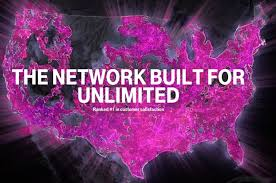 THE NETWORK BUILT FOR
UNLIMITED
Ranked #1 in customer satisfaction